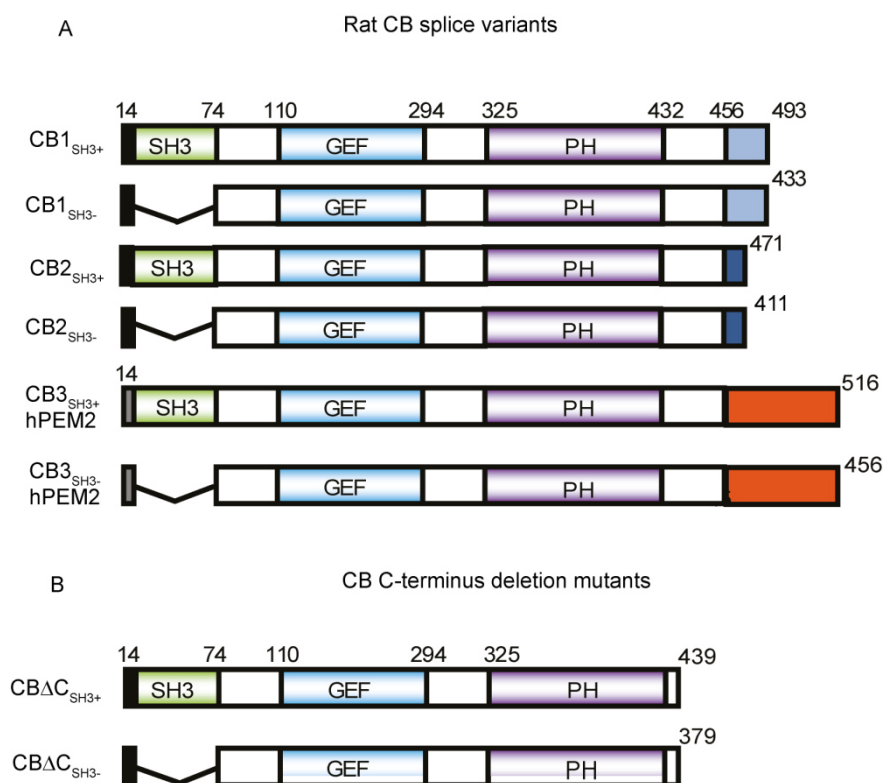 A
Rat CB splice variants
14 74 110 294 325 432 456 493
CB1SH3+ SH3 GEF PH
433
CB1SH3- GEF PH
471
CB2SH3+ SH3 GEF PH
411
CB2SH3- GEF PH
14
516
CB3SH3+ SH3 GEF PH
hPEM2
456
CB3SH3- GEF PH
hPEM2
B
CB C-terminus deletion mutants
14 74 110 294 325 439
CBΔCSH3+ SH3 GEF PH
379
CBΔCSH3- GEF PH